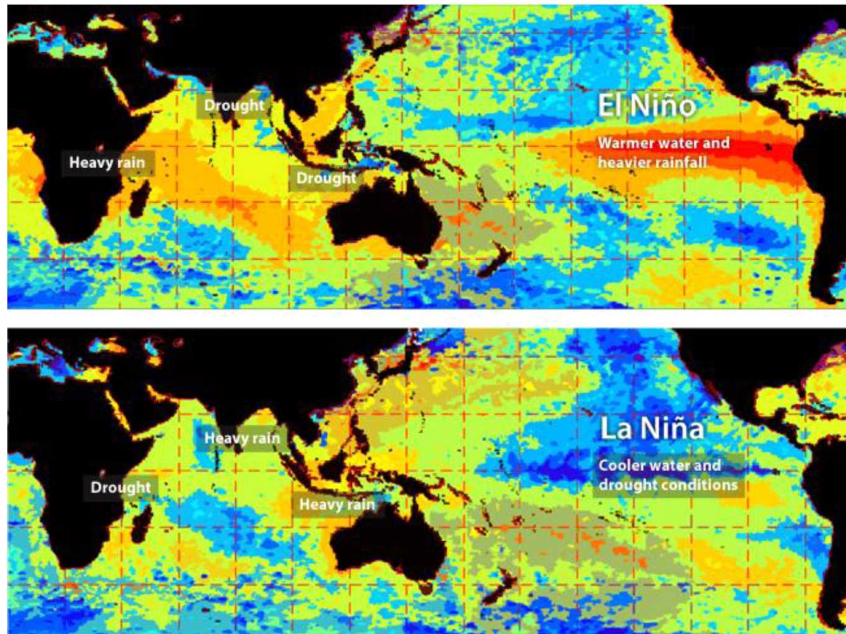 Drought
El Niño
Heavy rain
Warmer water and
heavier rainfall
Drought
La Niña
Heavy rain
Cooler water and
drought conditions
Drought
Heavy rain